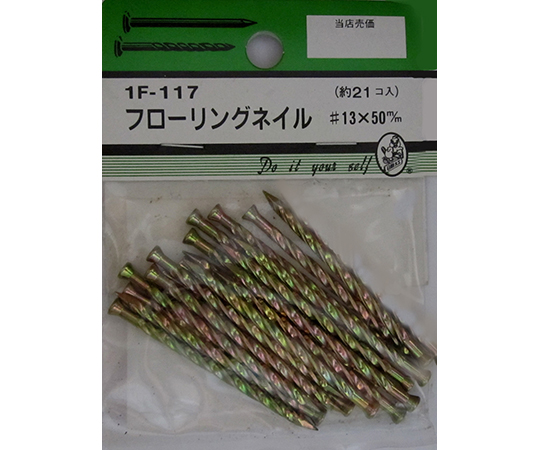 当店売価
1F-117
(約21コ入)
フローリングネイル
#13×50m/m
Do it your self
®